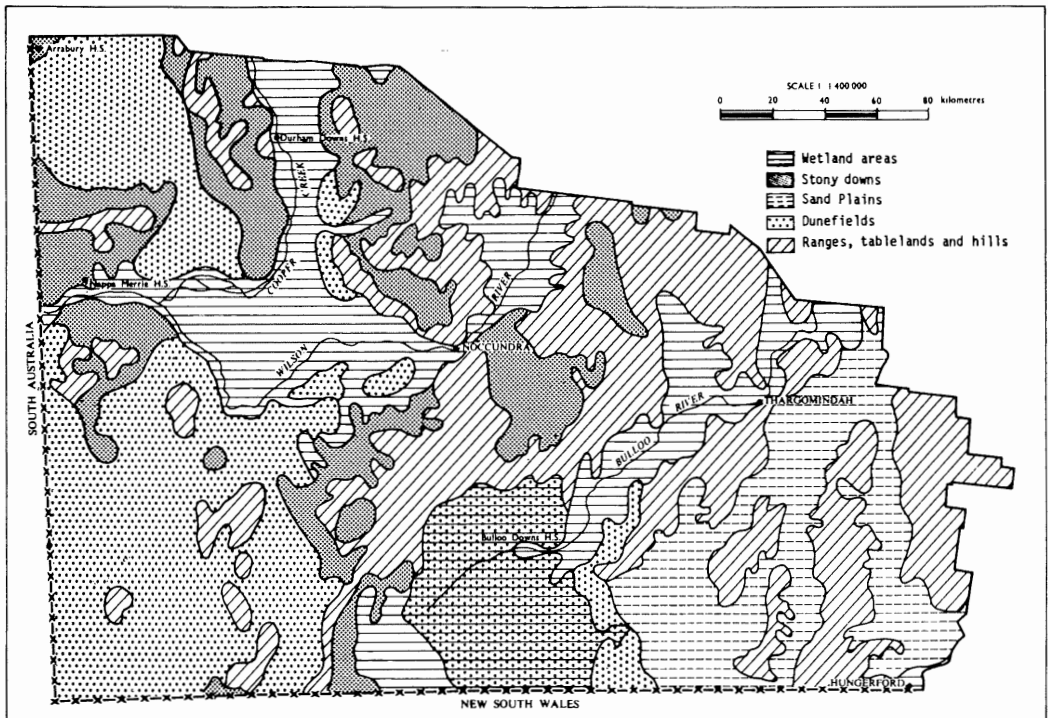 Arrabury H.S.
SCALE 1 : 1 400 000
0 20 40 60 80 kilometres
Wetland areas
Stony downs
Sand Plains
Dunefields
Ranges, tablelands and hills
Durham Downs H.S.
CREEK
COOPER
Nappa Merrie H.S.
RIVER
WILSON
NOCCUNDRA
SOUTH AUSTRALIA
RIVER
THARGOMINDAH
BULLOO
Bulloo Downs H.S.
HUNGERFORD
NEW SOUTH WALES